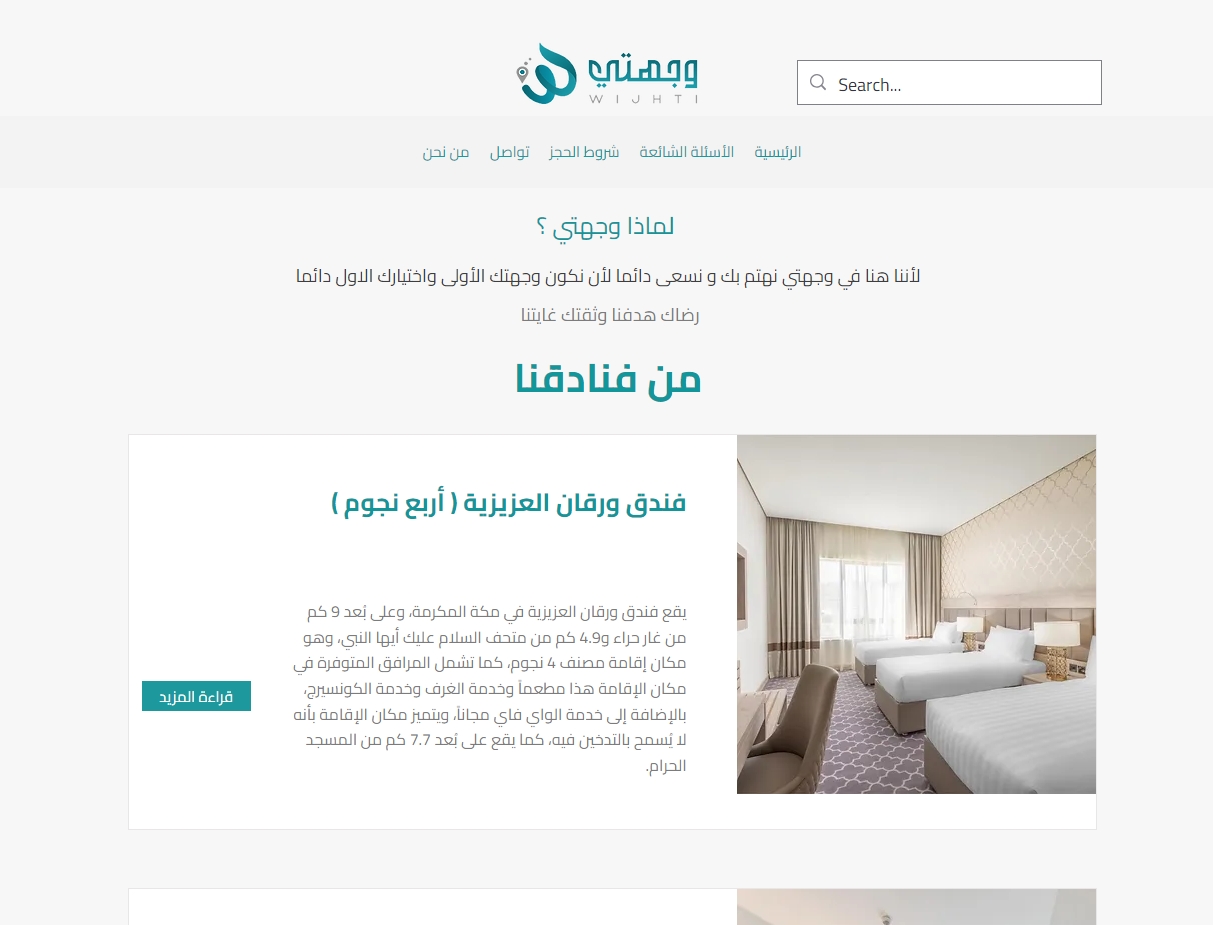 وجهتي
WIJHTI
Search...
الرئيسية
الأسئلة الشائعة
شروط الحجز
تواصل
من نحن
لماذا وجهتي ؟
لأننا هنا في وجهتي نهتم بك و نسعى دائما لأن نكون وجهتك الأولى واختيارك الاول دائما
رضاك هدفنا وثقتك غايتنا
من فنادقنا
فندق ورقان العزيزية ( أربع نجوم )
يقع فندق ورقان العزيزية في مكة المكرمة، وعلى بُعد 9 كم
من غار حراء و4.9 كم من متحف السلام عليك أيها النبي، وهو
مكان إقامة مصنف 4 نجوم، كما تشمل المرافق المتوفرة في
مكان الإقامة هذا مطعماً وخدمة الغرف وخدمة الكونسيرج،
بالإضافة إلى خدمة الواي فاي مجاناً، ويتميز مكان الإقامة بأنه
لا يُسمح بالتدخين فيه، كما يقع على بُعد 7.7 كم من المسجد
الحرام.
قراءة المزيد